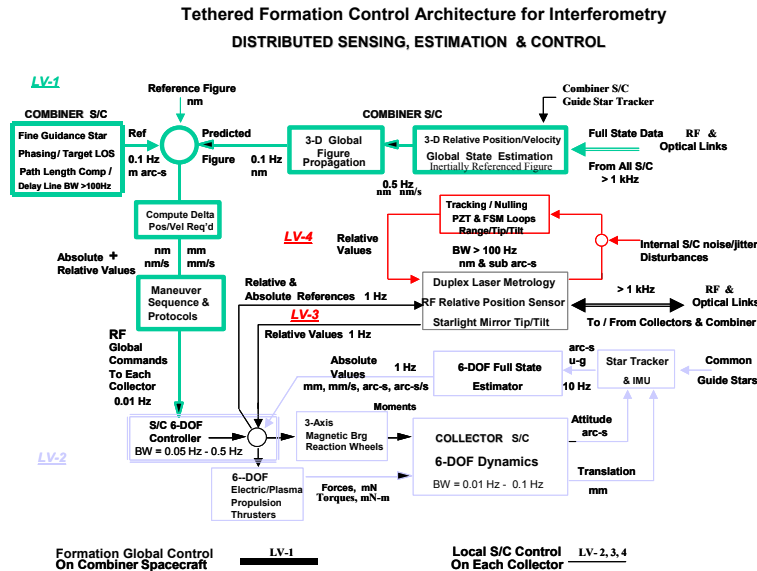 Tethered Formation Control Architecture for Interferometry
DISTRIBUTED SENSING, ESTIMATION & CONTROL
LV-1
Reference Figure
nm
Combiner S/C
Guide Star Tracker
COMBINER S/C
COMBINER S/C
Fine Guidance Star
Phasing / Target LOS
Path Length Comp /
Delay Line BW >100Hz
Ref
0.1 Hz
m arc-s
Predicted
Figure
0.1 Hz
nm
3-D Global
Figure
Propagation
0.5 Hz
nm nm/s
3-D Relative Position/Velocity
Global State Estimation
Inertially Referenced Figure
Full State Data
From All S/C
> 1 kHz
RF &
Optical Links
Compute Delta
Pos/Vel Req'd
nm
nm/s
mm
mm/s
Absolute +
Relative Values
Maneuver
Sequence &
Protocols
RF
Global
Commands
To Each
Collector
0.01 Hz
LV-4
Relative
Values
Tracking / Nulling
PZT & FSM Loops
Range/Tip/Tilt
BW > 100 Hz
nm & sub arc-s
Internal S/C noise/jitter
Disturbances
Relative &
Absolute References 1 Hz
LV-3
Relative Values 1 Hz
Duplex Laser Metrology
RF Relative Position Sensor
Starlight Mirror Tip/Tilt
> 1 kHz
RF &
Optical Links
To / From Collectors & Combiner
Absolute
Values
1 Hz
mm, mm/s, arc-s, arc-s/s
6-DOF Full State
Estimator
arc-s
u-g
10 Hz
Star Tracker
& IMU
Common
Guide Stars
LV-2
S/C 6-DOF
Controller
BW = 0.05 Hz - 0.5 Hz
3-Axis
Magnetic Brg
Reaction Wheels
Moments
COLLECTOR S/C
6-DOF Dynamics
BW = 0.01 Hz - 0.1 Hz
Attitude
arc-s
Translation
mm
6--DOF
Electric/Plasma
Propulsion
Thrusters
Forces, mN
Torques, mN-m
Formation Global Control
On Combiner Spacecraft
LV-1
Local S/C Control
On Each Collector
LV- 2, 3, 4